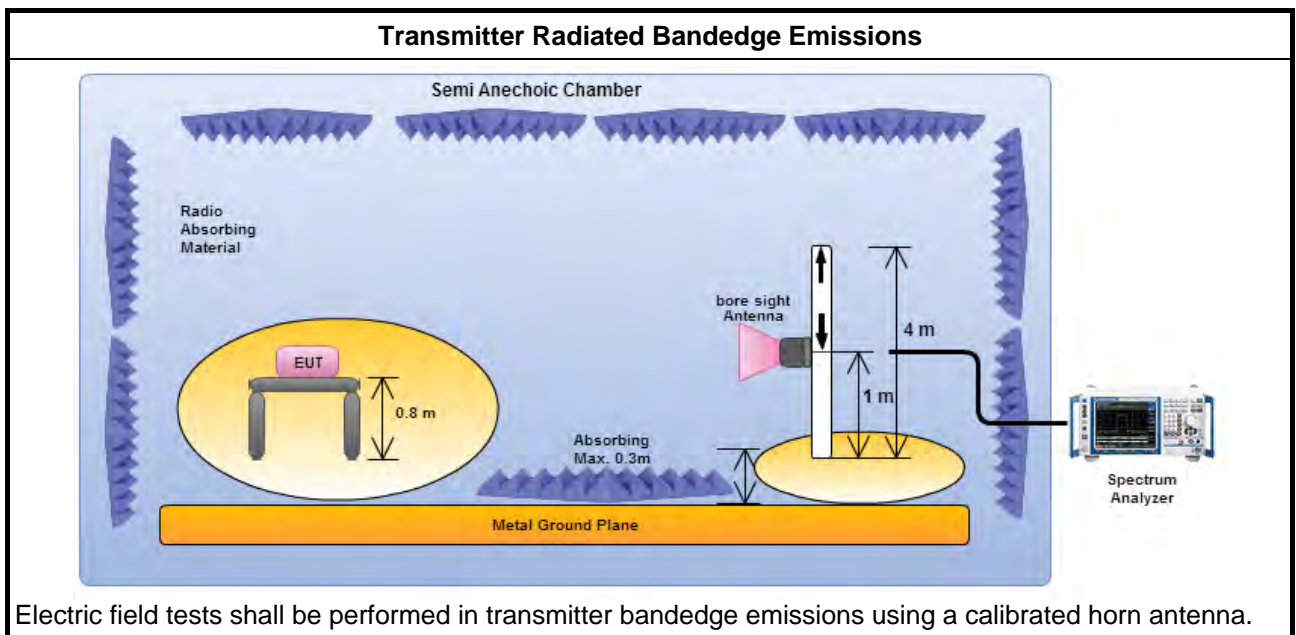 Transmitter Radiated Bandedge Emissions
Semi Anechoic Chamber
Radio
Absorbing
Material
bore sight
Antenna
4 m
EUT
1 m
0.8 m
Absorbing
Max. 0.3m
Spectrum
Analyzer
Metal Ground Plane
Electric field tests shall be performed in transmitter bandedge emissions using a calibrated horn antenna.